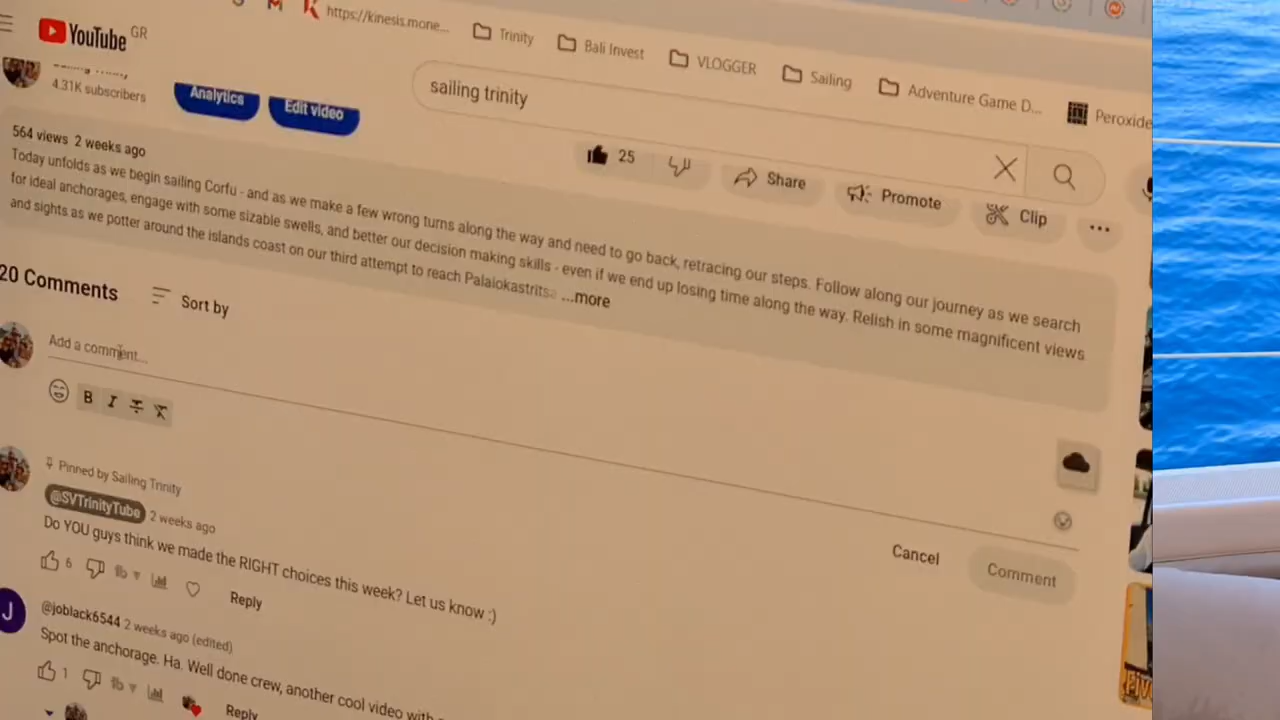 https://kinesis.mone...
Trinity
Bali Invest
VLOGGER
Sailing
Adventure Game D...
Peroxide
YouTube GR
sailing trinity
4.31K subscribers
Analytics
Edit video
25
Share
Promote
Clip
...
564 views 2 weeks ago
Today unfolds as we begin sailing Corfu - and as we make a few wrong turns along the way and need to go back, retracing our steps. Follow along our journey as we search
for ideal anchorages, engage with some sizable swells, and better our decision making skills - even if we end up losing time along the way. Relish in some magnificent views
and sights as we potter around the islands coast on our third attempt to reach Palaiokastritsa ...more
20 Comments
Sort by
Add a comment...
B I T
Cancel
Comment
Pinned by Sailing Trinity
@SVTrinityTube 2 weeks ago
Do YOU guys think we made the RIGHT choices this week? Let us know :)
6
Reply
J
@joblack6544 2 weeks ago (edited)
Spot the anchorage. Ha. Well done crew, another cool video with
1
Reply